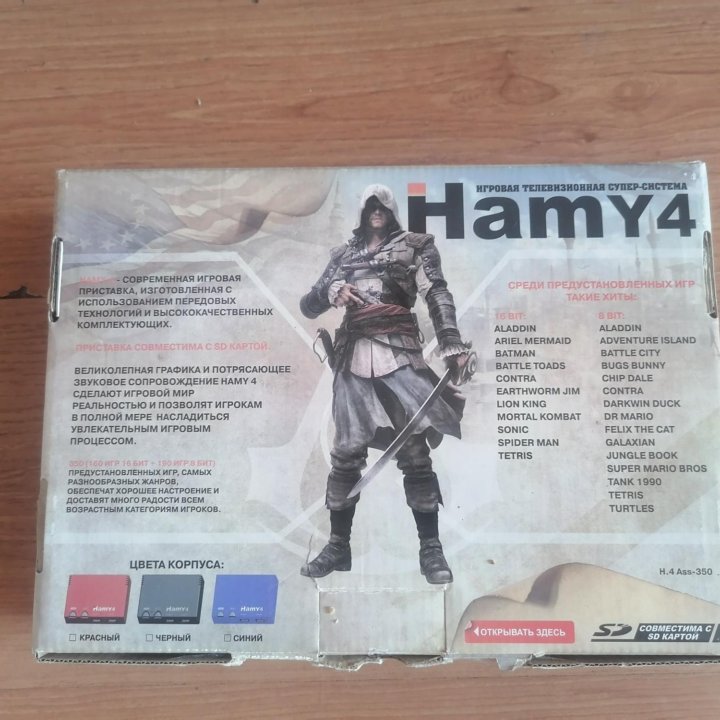 ИГРОВАЯ ТЕЛЕВИЗИОННАЯ СУПЕР-СИСТЕМА
HamY4
- СОВРЕМЕННАЯ ИГРОВАЯ
ПРИСТАВКА, ИЗГОТОВЛЕННАЯ С
ИСПОЛЬЗОВАНИЕМ ПЕРЕДОВЫХ
ТЕХНОЛОГИЙ И ВЫСОКОКАЧЕСТВЕННЫХ
КОМПЛЕКТУЮЩИХ.
ПРИСТАВКА СОВМЕСТИМА С SD КАРТОЙ.
ВЕЛИКОЛЕПНАЯ ГРАФИКА И ПОТРЯСАЮЩЕЕ
ЗВУКОВОЕ СОПРОВОЖДЕНИЕ HAMY 4
СДЕЛАЮТ ИГРОВОЙ МИР
РЕАЛЬНОСТЬЮ И ПОЗВОЛЯТ ИГРОКАМ
В ПОЛНОЙ МЕРЕ НАСЛАДИТЬСЯ
УВЛЕКАТЕЛЬНЫМ ИГРОВЫМ
ПРОЦЕССОМ.
350 (160 ИГР 16 БИТ + 190 ИГР 8 БИТ)
ПРЕДУСТАНОВЛЕННЫХ ИГР, САМЫХ
РАЗНООБРАЗНЫХ ЖАНРОВ,
ОБЕСПЕЧАТ ХОРОШЕЕ НАСТРОЕНИЕ И
ДОСТАВЯТ МНОГО РАДОСТИ ВСЕМ
ВОЗРАСТНЫМ КАТЕГОРИЯМ ИГРОКОВ.
СРЕДИ ПРЕДУСТАНОВЛЕННЫХ ИГР
ТАКИЕ ХИТЫ:
16 BIT:
ALADDIN
ARIEL MERMAID
BATMAN
BATTLE TOADS
CONTRA
EARTHWORM JIM
LION KING
MORTAL KOMBAT
SONIC
SPIDER MAN
TETRIS
8 BIT:
ALADDIN
ADVENTURE ISLAND
BATTLE CITY
BUGS BUNNY
CHIP DALE
CONTRA
DARKWIN DUCK
DR MARIO
FELIX THE CAT
GALAXIAN
JUNGLE BOOK
SUPER MARIO BROS
TANK 1990
TETRIS
TURTLES
H.4 Ass-350
ЦВЕТА КОРПУСА:
HamY4
HamY4
HamY4
КРАСНЫЙ
ЧЕРНЫЙ
СИНИЙ
ОТКРЫВАТЬ ЗДЕСЬ
SD
СОВМЕСТИМА С
SD КАРТОЙ